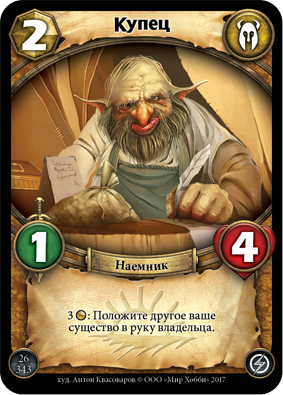 2
Купец
1
4
Наемник
3 : Положите другое ваше
существо в руку владельца.
26
343
худ. Антон Квасоваров © ООО «Мир Хобби» 2017